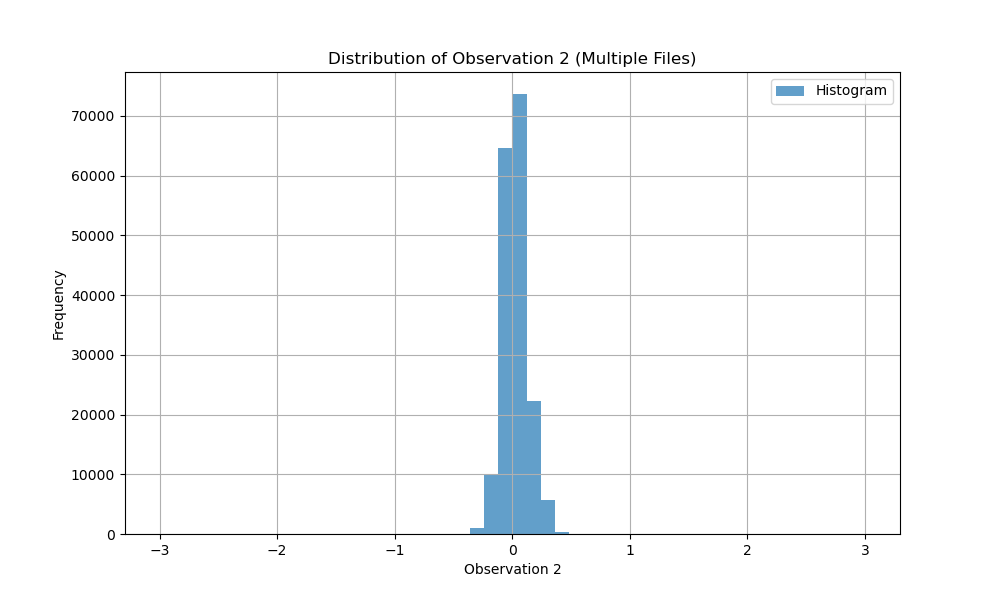 Distribution of Observation 2 (Multiple Files)
Histogram
70000
60000
50000
40000
30000
20000
10000
0
Frequency
−3 −2 −1 0 1 2 3
Observation 2